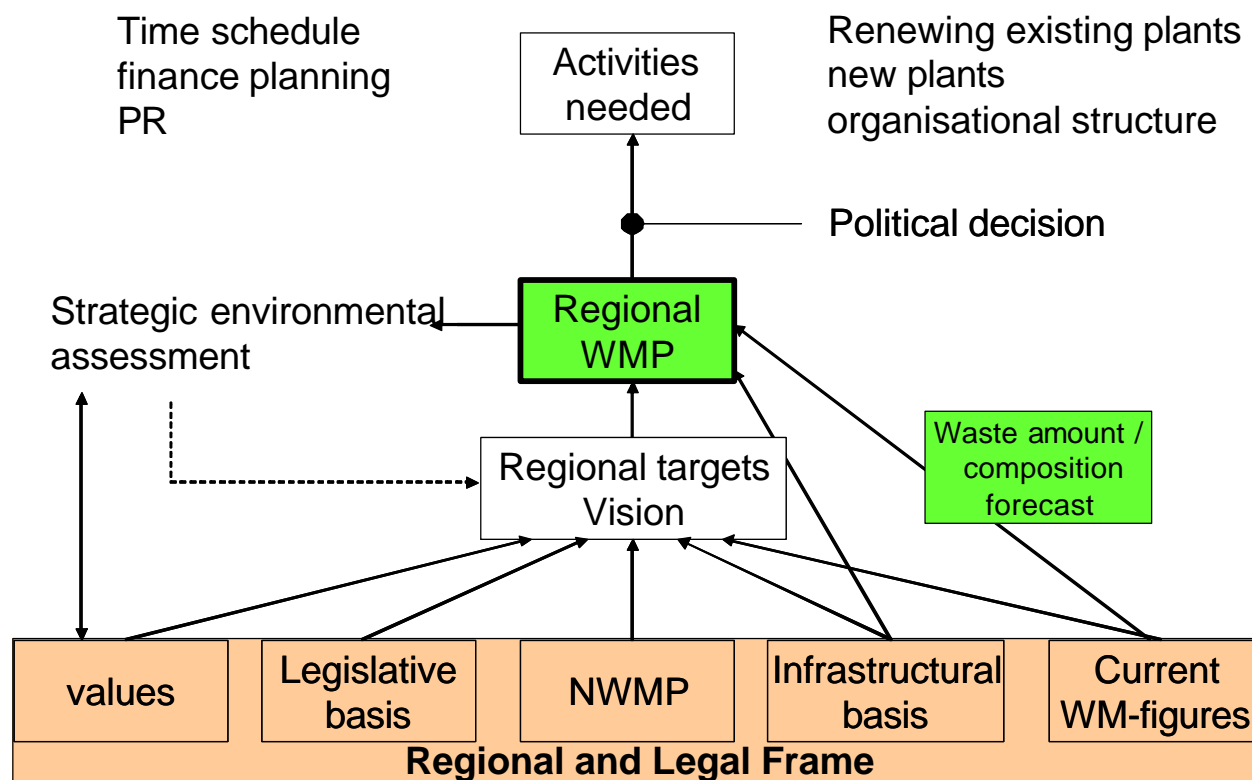 Time schedule
finance planning
PR
Activities
needed
Renewing existing plants
new plants
organisational structure
Political decision
Strategic environmental
assessment
Regional
WMP
Waste amount /
composition
forecast
Regional targets
Vision
values
Legislative
basis
NWMP
Infrastructural
basis
Current
WM-figures
Regional and Legal Frame